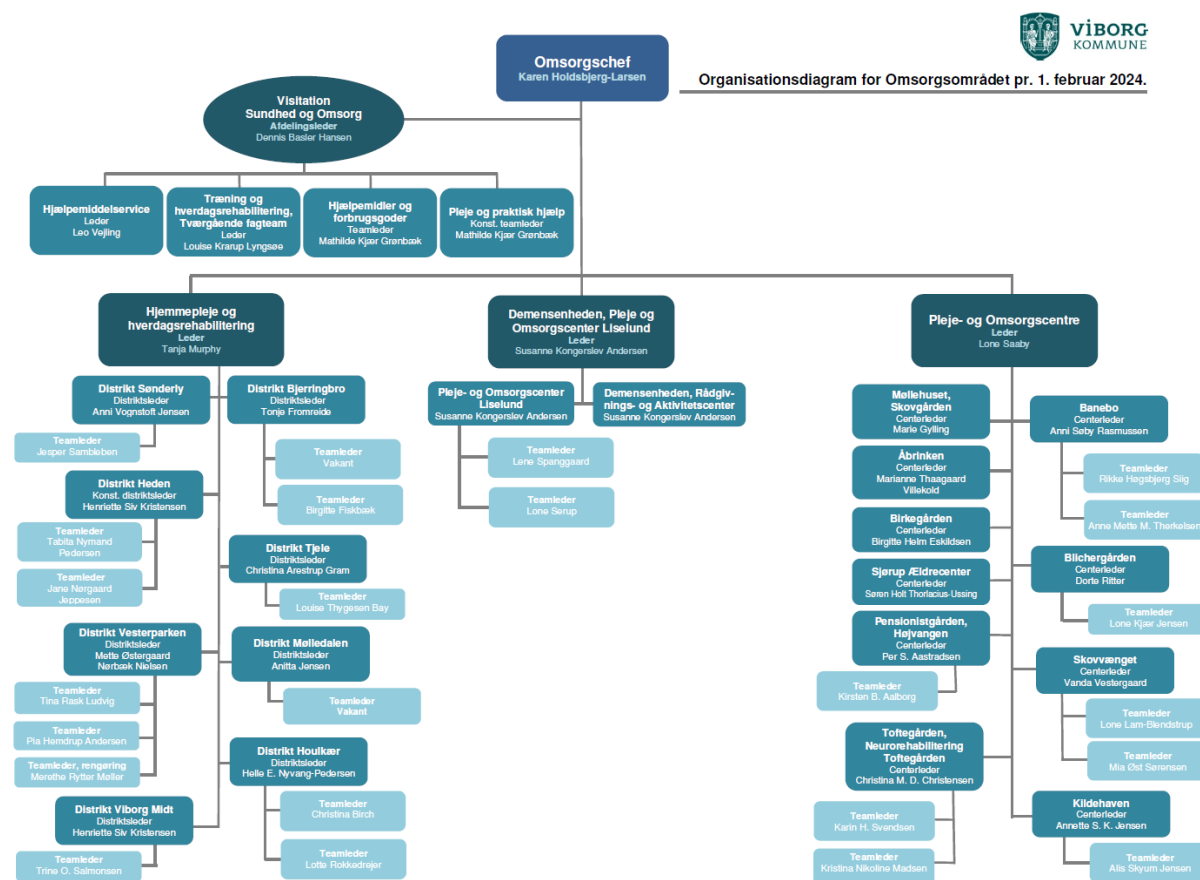 VIBORG
KOMMUNE
Organisationsdiagram for Omsorgsområdet pr. 1. februar 2024.
Omsorgschef
Karen Holdsbjerg-Larsen
Visitation
Sundhed og Omsorg
Afdelingsleder
Dennis Basler Hansen
Hjælpemiddelservice
Leder
Leo Vejling
Træning og
hverdagsrehabilitering,
Tværgående fagteam
Leder
Louise Krarup Lyngsøe
Hjælpemidler og
forbrugsgoder
Teamleder
Mathilde Kjær Grønbæk
Pleje og praktisk hjælp
Konst. teamleder
Mathilde Kjær Grønbæk
Hjemmepleje og
hverdagsrehabilitering
Leder
Tanja Murphy
Distrikt Sønderly
Distriktsleder
Anni Vognstoft Jensen
Teamleder
Jesper Sambleben
Distrikt Heden
Konst. distriktsleder
Henriette Siv Kristensen
Teamleder
Tabita Nymand
Pedersen
Teamleder
Jane Nørgaard
Jeppesen
Distrikt Vesterparken
Distriktsleder
Mette Østergaard
Nørbæk Nielsen
Teamleder
Tina Rask Ludvig
Teamleder
Pia Herndrup Andersen
Teamleder, rengøring
Merethe Rytter Møller
Distrikt Viborg Midt
Distriktsleder
Henriette Siv Kristensen
Teamleder
Trine O. Salmonsen
Distrikt Bjerringbro
Distriktsleder
Tonje Fromreide
Teamleder
Vakant
Teamleder
Birgitte Fiskbæk
Distrikt Tjele
Distriktsleder
Christina Arestrup Gram
Teamleder
Louise Thygesen Bay
Distrikt Mølledalen
Distriktsleder
Anitta Jensen
Teamleder
Vakant
Distrikt Houlkær
Distriktsleder
Helle E. Nyvang-Pedersen
Teamleder
Christina Birch
Teamleder
Lotte Rokkedrejer
Demensenheden, Pleje og
Omsorgscenter Liselund
Leder
Susanne Kongerslev Andersen
Pleje- og Omsorgscenter
Liselund
Susanne Kongerslev Andersen
Teamleder
Lene Spanggaard
Teamleder
Lone Serup
Demensenheden, Rådgiv-
nings- og Aktivitetscenter
Susanne Kongerslev Andersen
Pleje- og Omsorgscentre
Leder
Lone Saaby
Møllehuset,
Skovgården
Centerleder
Marie Gylling
Åbrinken
Centerleder
Marianne Thaagaard
Villekold
Birkegården
Centerleder
Birgitte Helm Eskildsen
Sjørup Ældrecenter
Centerleder
Søren Holt Thorlacius-Ussing
Pensionistgården,
Højvangen
Centerleder
Per S. Aastradsen
Teamleder
Kirsten B. Aalborg
Toftegården,
Neurorehabilitering
Toftegården
Centerleder
Christina M. D. Christensen
Teamleder
Karin H. Svendsen
Teamleder
Kristina Nikoline Madsen
Banebo
Centerleder
Anni Søby Rasmussen
Teamleder
Rikke Høgsbjerg Siig
Teamleder
Anne Mette M. Therkelsen
Blichergården
Centerleder
Dorte Ritter
Teamleder
Lone Kjær Jensen
Skovvænget
Centerleder
Vanda Vestergaard
Teamleder
Lone Lam-Blendstrup
Teamleder
Mia Øst Sørensen
Kildehaven
Centerleder
Annette S. K. Jensen
Teamleder
Alis Skyum Jensen